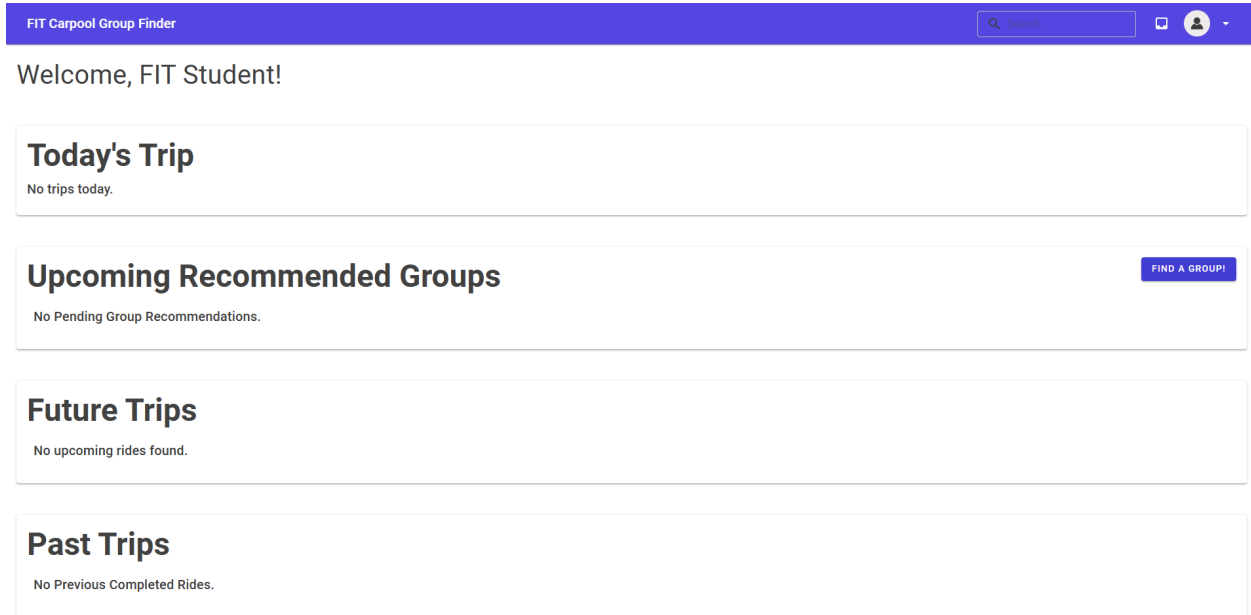 FIT Carpool Group Finder
Search
Welcome, FIT Student!
Today's Trip
No trips today.
Upcoming Recommended Groups
FIND A GROUP!
No Pending Group Recommendations.
Future Trips
No upcoming rides found.
Past Trips
No Previous Completed Rides.